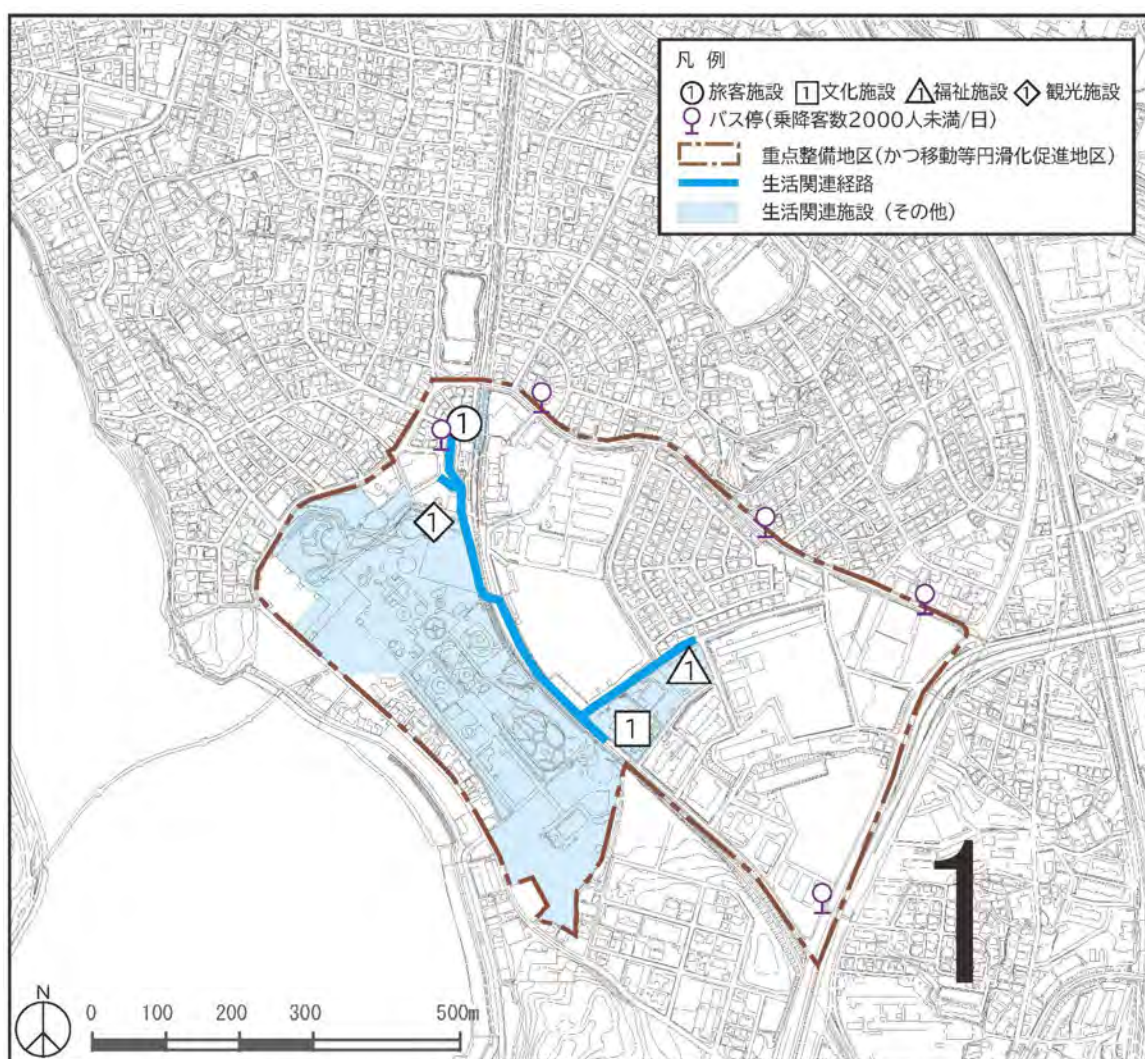 凡 例
①旅客施設 1文化施設 1福祉施設 1観光施設
バス停(乗降客数2000人未満/日)
重点整備地区(かつ移動等円滑化促進地区)
生活関連経路
生活関連施設（その他）
1
1
1
1
1
N
0 100 200 300 500m